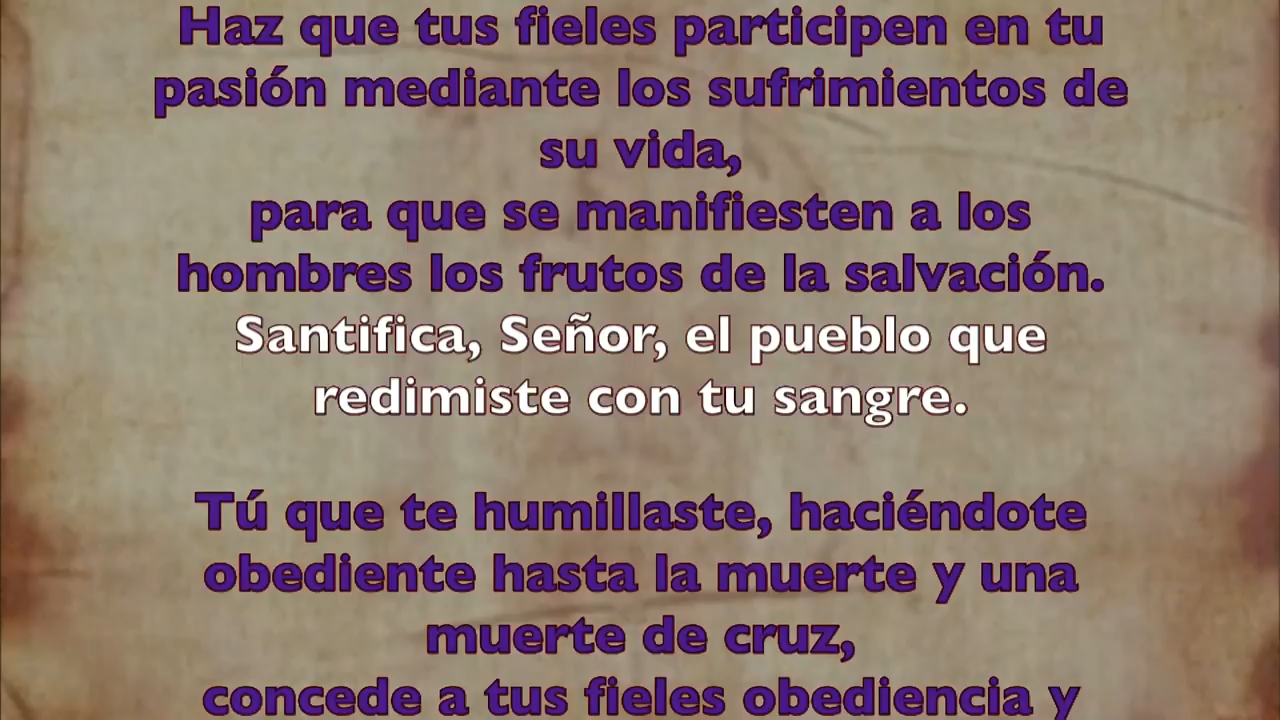 Haz que tus fieles participen en tu
pasión mediante los sufrimientos de
su vida,
para que se manifiesten a los
hombres los frutos de la salvación.
Santifica, Señor, el pueblo que
redimiste con tu sangre.
Tú que te humillaste, haciéndote
obediente hasta la muerte y una
muerte de cruz,
concede a tus fieles obediencia y